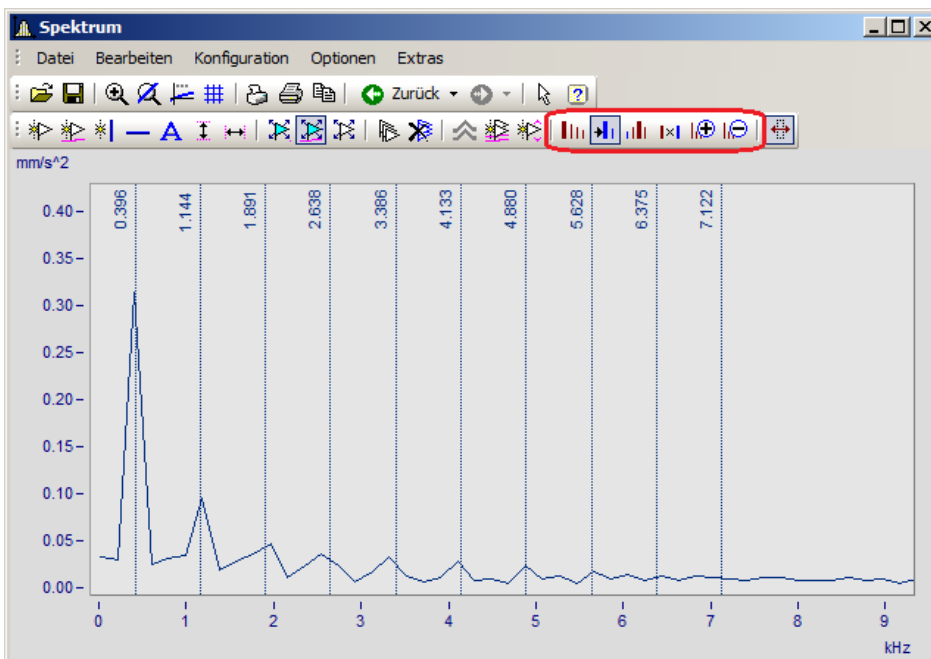 Spektrum
Datei Bearbeiten Konfiguration Optionen Extras
Zurück
mm/s^2
0.396 1.144 1.891 2.638 3.386 4.133 4.880 5.628 6.375 7.122
0.40
0.35
0.30
0.25
0.20
0.15
0.10
0.05
0.00
0 1 2 3 4 5 6 7 8 9
kHz